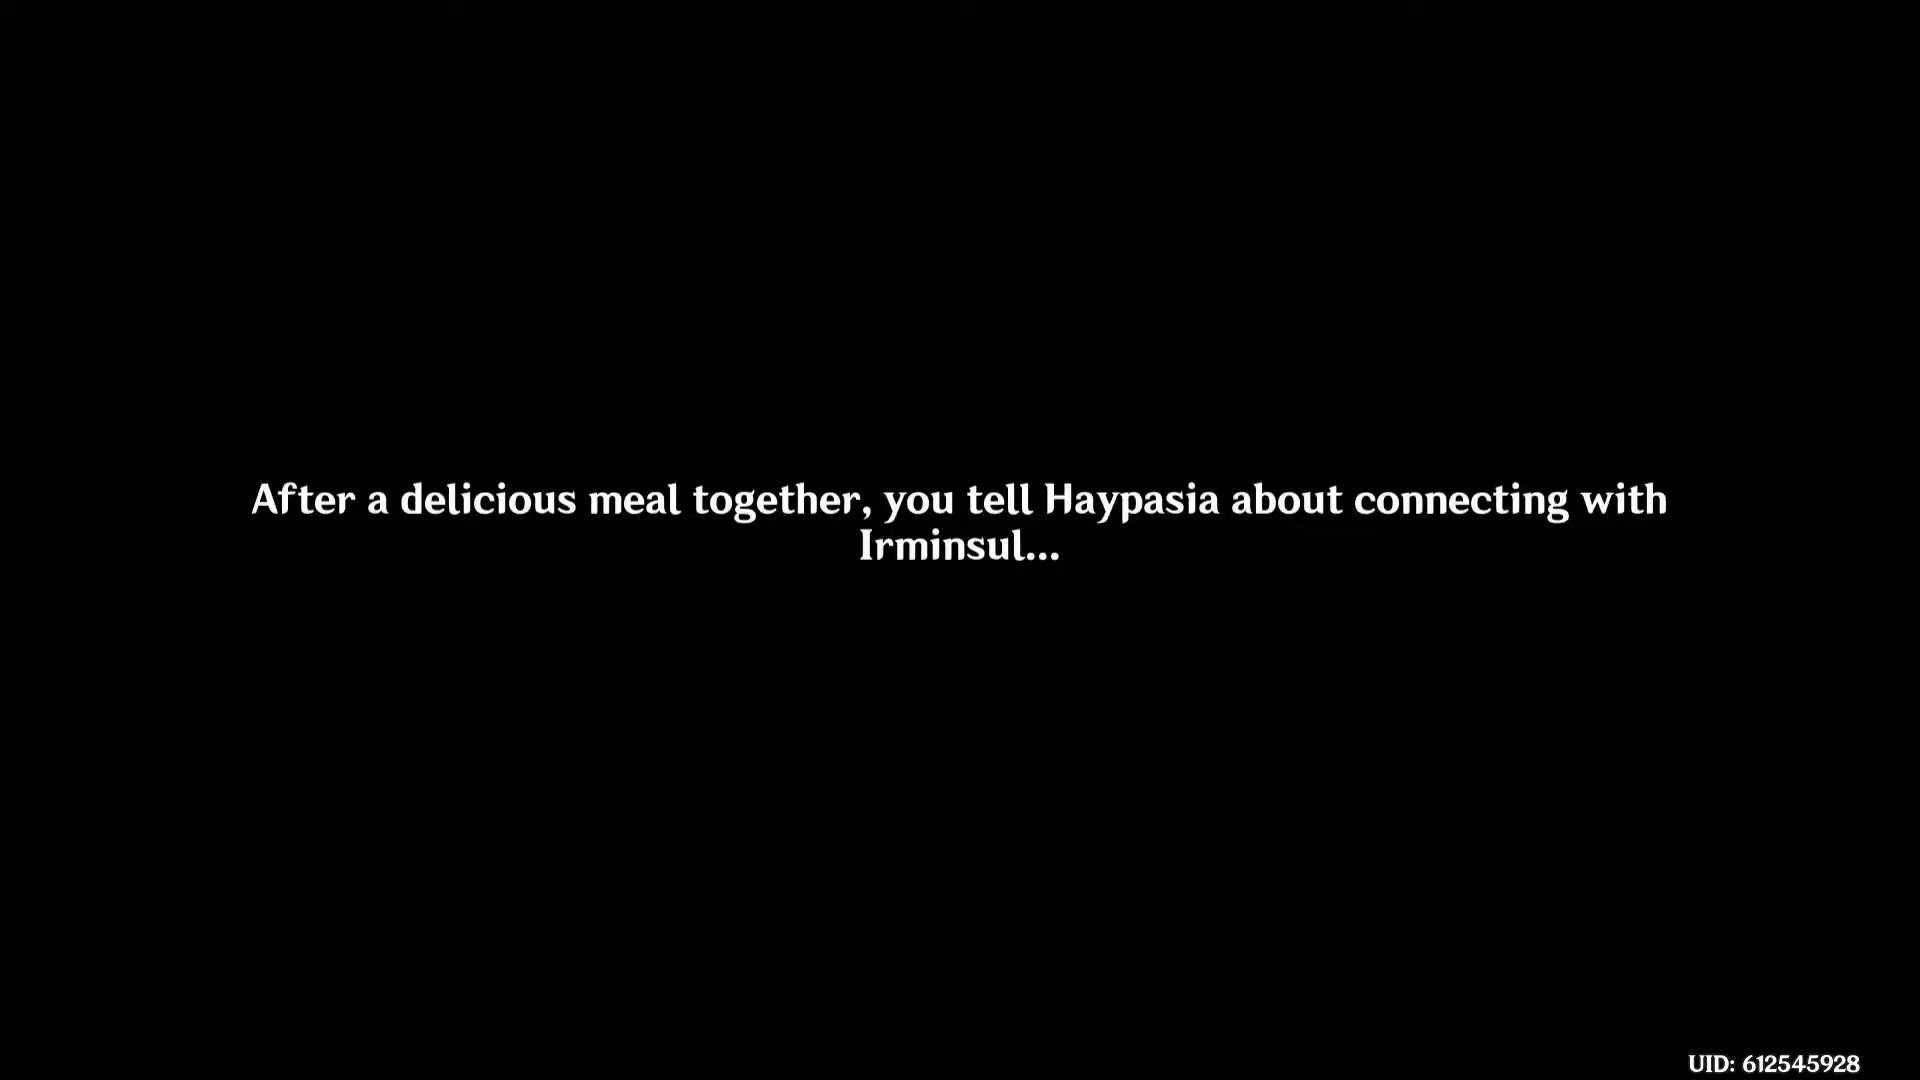 After a delicious meal together, you tell Haypasia about connecting with
Irminsul...
UID: 612545928